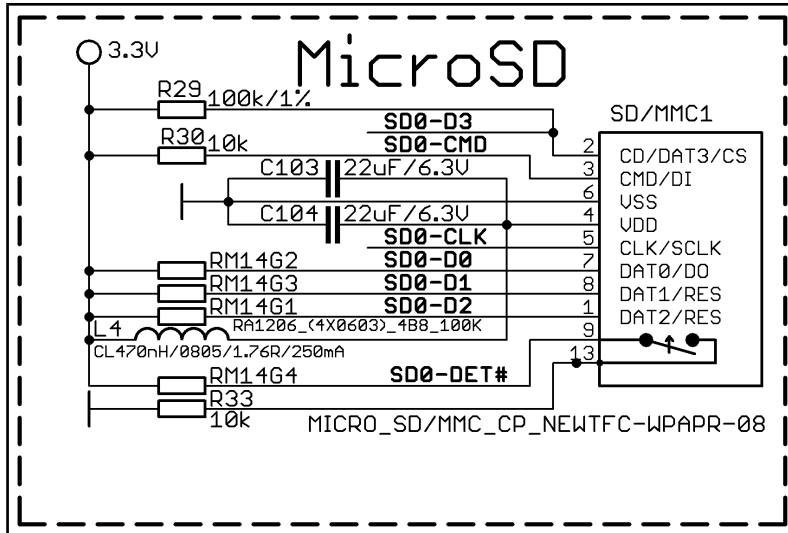 3.3V
MicroSD
R29 100k/1%
SD/MMC1
SD0-D3
R30 10k
SD0-CMD
2 CD/DAT3/CS
C103 22uF/6.3V
3 CMD/DI
6 VSS
C104 22uF/6.3V
4 VDD
SD0-CLK
5 CLK/SCLK
RM14G2 SD0-D0
7 DAT0/DO
RM14G3 SD0-D1
8 DAT1/RES
RM14G1 SD0-D2
1 DAT2/RES
L4 RA1206_(4X0603)_4B8_100K
9
CL470nH/0805/1.76R/250mA
13
RM14G4 SD0-DET#
R33
10k
MICRO_SD/MMC_CP_NEWTFC-WPAPR-08